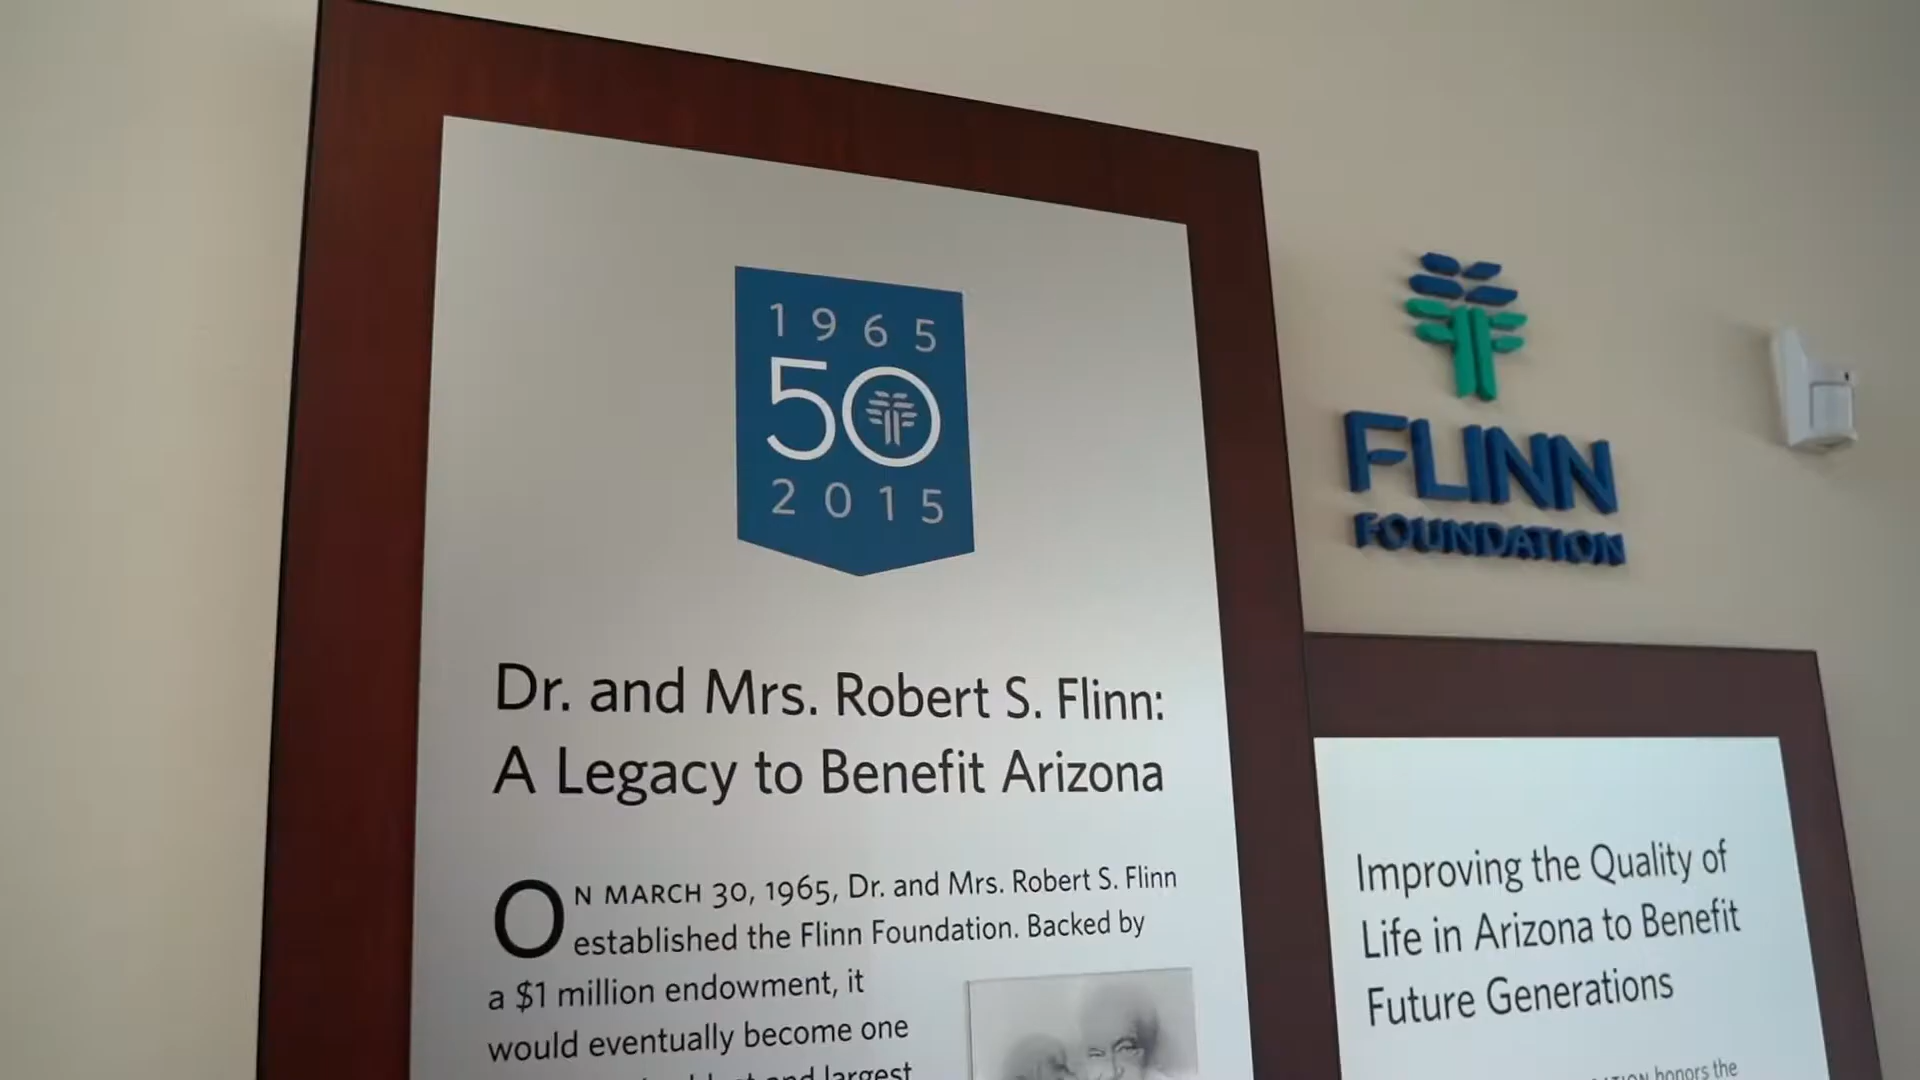 1965
50
2015
Dr. and Mrs. Robert S. Flinn:
A Legacy to Benefit Arizona
ON MARCH 30, 1965, Dr. and Mrs. Robert S. Flinn
established the Flinn Foundation. Backed by
a $1 million endowment, it
would eventually become one
and largest
FLINN
FOUNDATION
Improving the Quality of
Life in Arizona to Benefit
Future Generations
honors the